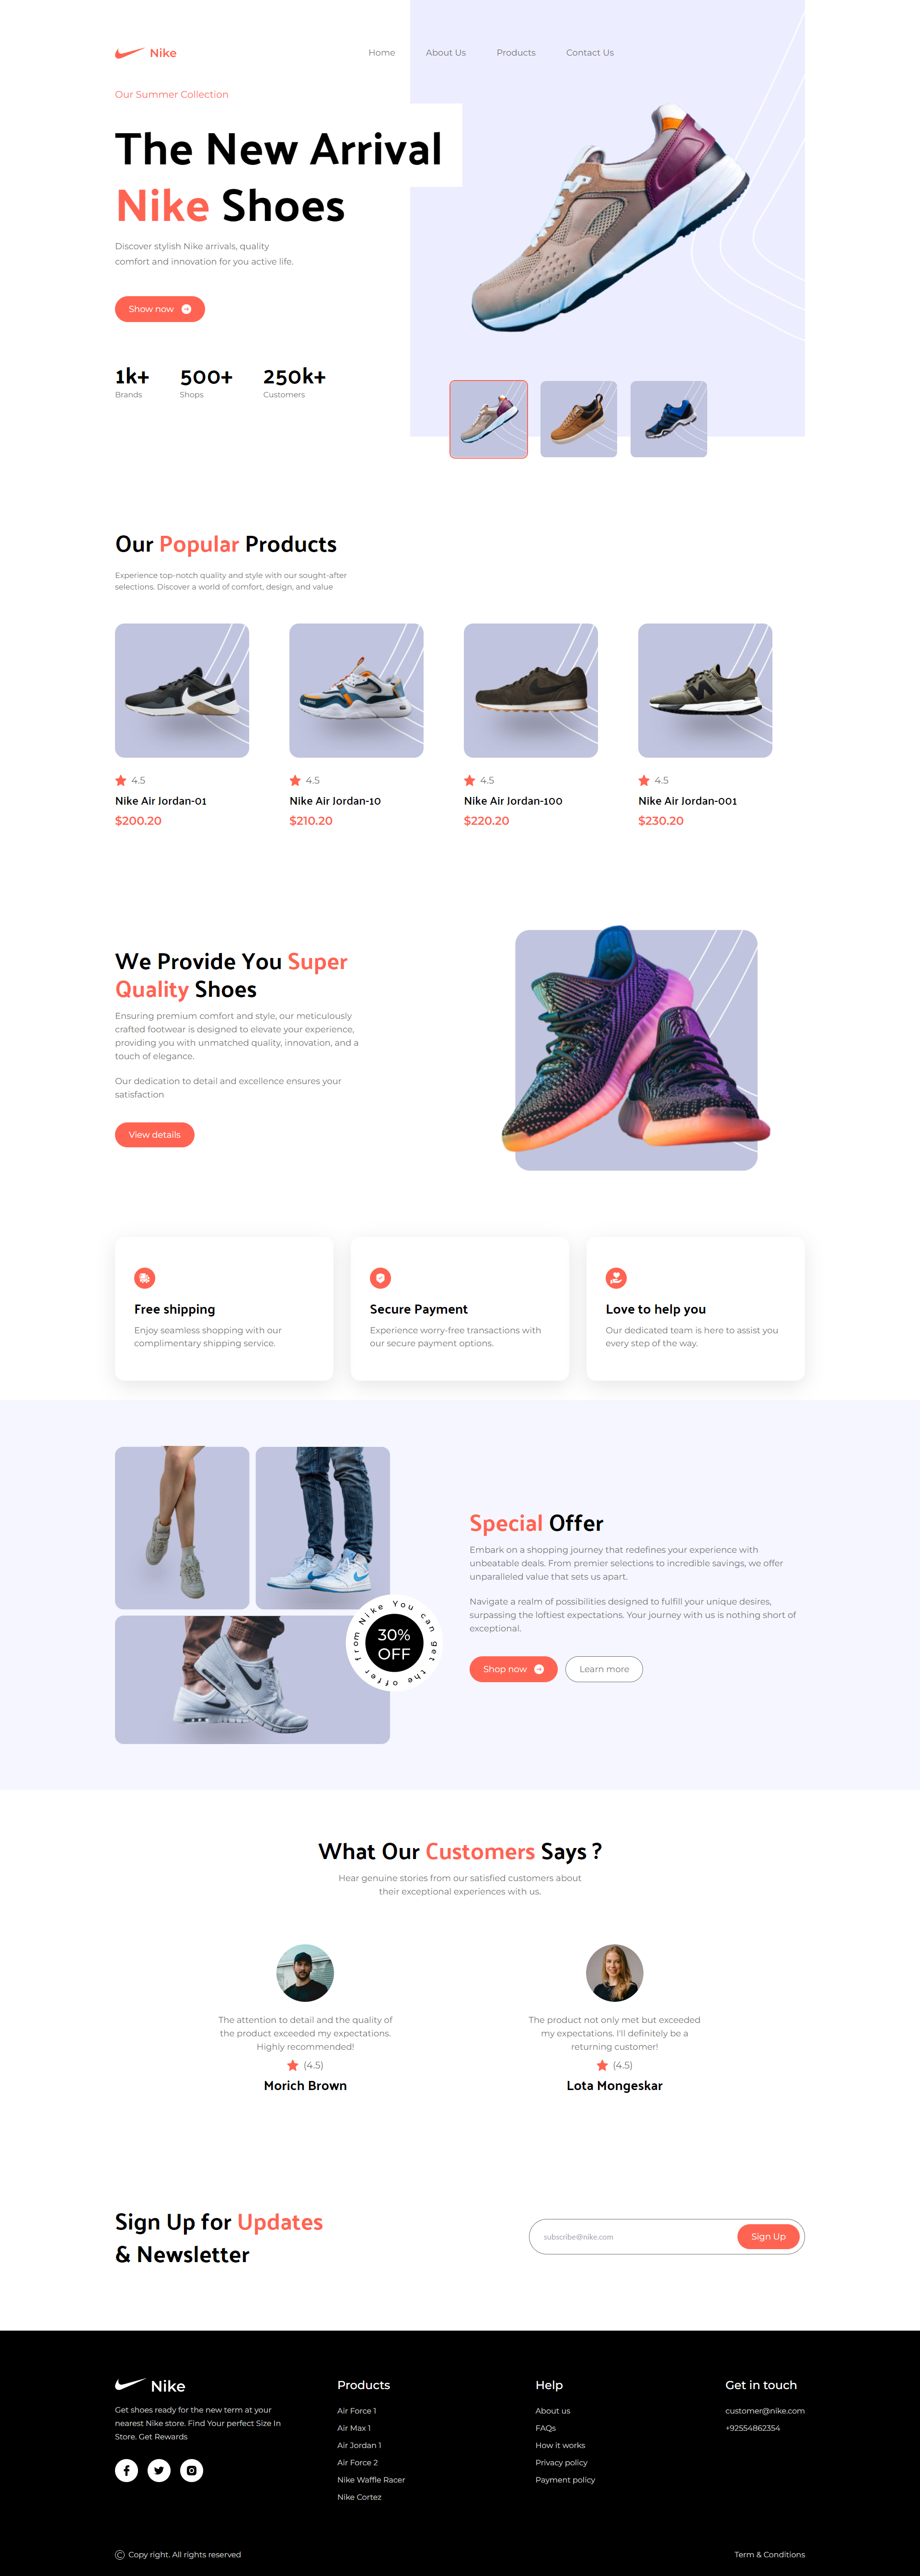 Nike
Home
About Us
Products
Contact Us
Our Summer Collection
The New Arrival
Nike Shoes
Discover stylish Nike arrivals, quality
comfort and innovation for you active life.
Show now
1k+
500+
250k+
Brands
Shops
Customers
Our Popular Products
Experience top-notch quality and style with our sought-after
selections. Discover a world of comfort, design, and value
4.5
Nike Air Jordan-01
$200.20
4.5
Nike Air Jordan-10
$210.20
4.5
Nike Air Jordan-100
$220.20
4.5
Nike Air Jordan-001
$230.20
We Provide You Super
Quality Shoes
Ensuring premium comfort and style, our meticulously
crafted footwear is designed to elevate your experience,
providing you with unmatched quality, innovation, and a
touch of elegance.
Our dedication to detail and excellence ensures your
satisfaction
View details
Free shipping
Enjoy seamless shopping with our
complimentary shipping service.
Secure Payment
Experience worry-free transactions with
our secure payment options.
Love to help you
Our dedicated team is here to assist you
every step of the way.
You can get the offer from Nike
30%
OFF
Special Offer
Embark on a shopping journey that redefines your experience with
unbeatable deals. From premier selections to incredible savings, we offer
unparalleled value that sets us apart.
Navigate a realm of possibilities designed to fulfill your unique desires,
surpassing the loftiest expectations. Your journey with us is nothing short of
exceptional.
Shop now
Learn more
What Our Customers Says ?
Hear genuine stories from our satisfied customers about
their exceptional experiences with us.
The attention to detail and the quality of
the product exceeded my expectations.
Highly recommended!
(4.5)
Morich Brown
The product not only met but exceeded
my expectations. I'll definitely be a
returning customer!
(4.5)
Lota Mongeskar
Sign Up for Updates
& Newsletter
subscribe@nike.com
Sign Up
Nike
Get shoes ready for the new term at your
nearest Nike store. Find Your perfect Size In
Store. Get Rewards
Products
Air Force 1
Air Max 1
Air Jordan 1
Air Force 2
Nike Waffle Racer
Nike Cortez
Help
About us
FAQs
How it works
Privacy policy
Payment policy
Get in touch
customer@nike.com
+92554862354
© Copy right. All rights reserved
Term & Conditions